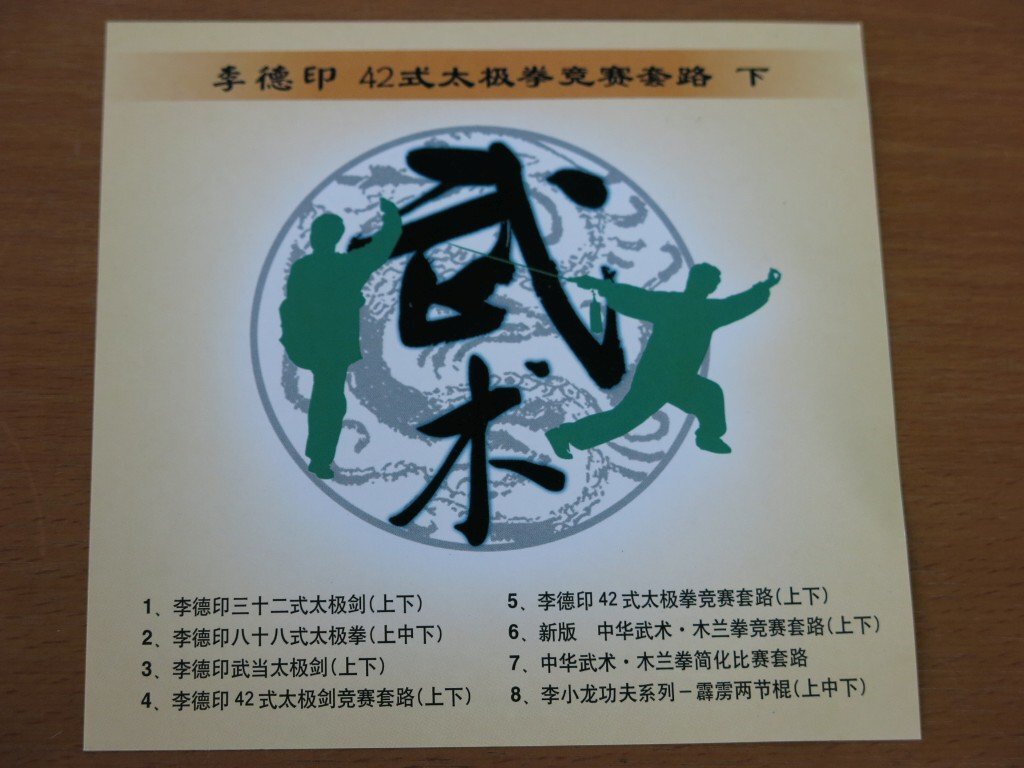 李德印 42式太极拳竞赛套路 下
武术
1、李德印三十二式太极剑(上下)
2、李德印八十八式太极拳(上中下)
3、李德印武当太极剑(上下)
4、李德印 42 式太极剑竞赛套路(上下)
5、李德印 42 式太极拳竞赛套路(上下)
6、新版 中华武术·木兰拳竞赛套路(上下)
7、中华武术·木兰拳简化比赛套路
8、李小龙功夫系列－霹雳两节棍(上中下)